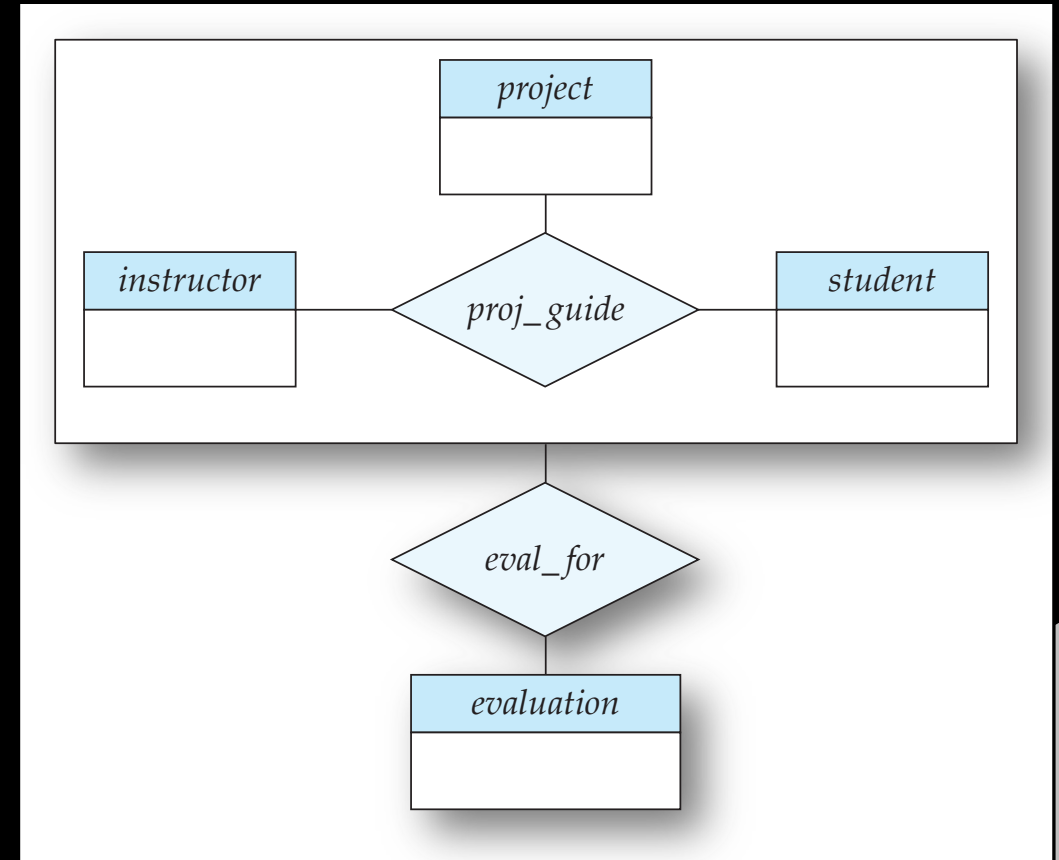 project
instructor
proj_guide
student
eval_for
evaluation